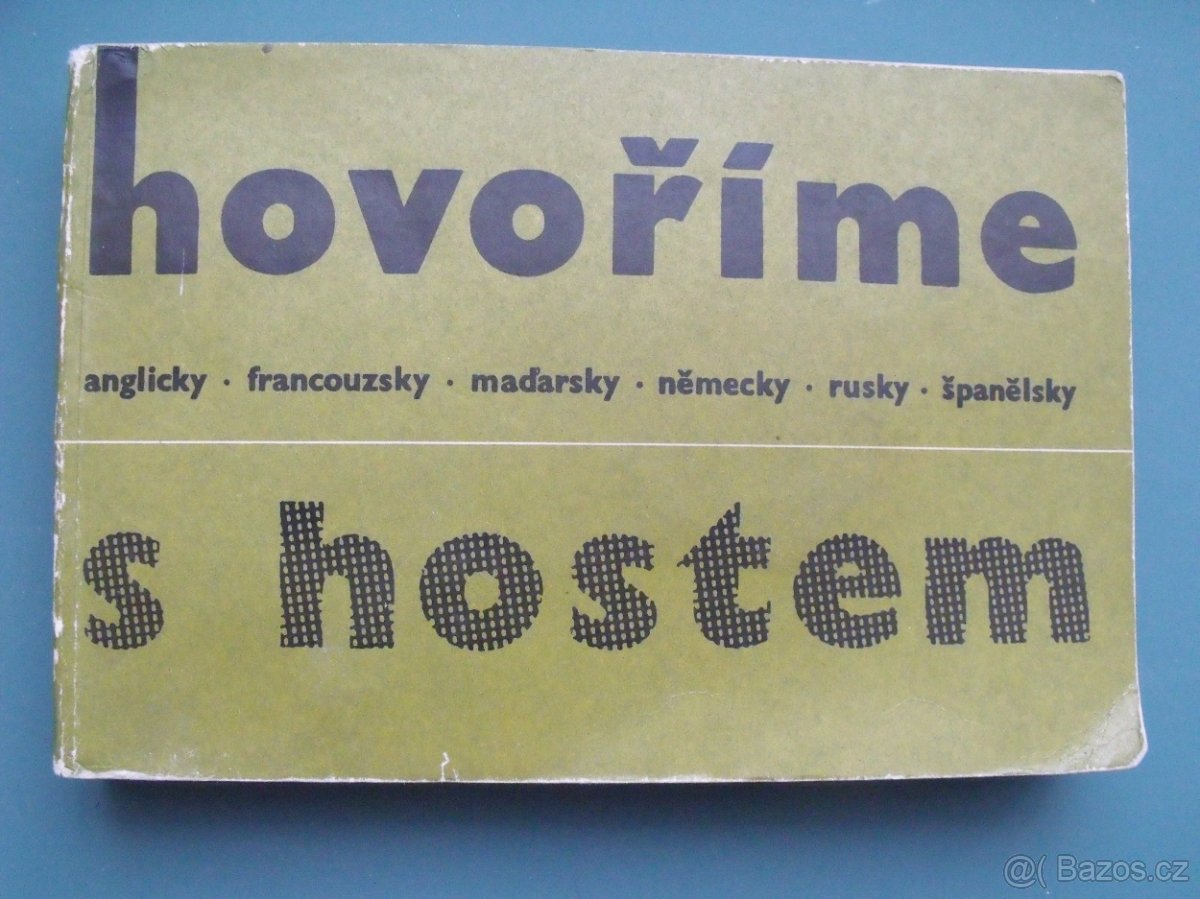 hovoříme
anglicky · francouzsky · maďarsky · německy · rusky · španělsky
s hostem
@( Bazos.cz